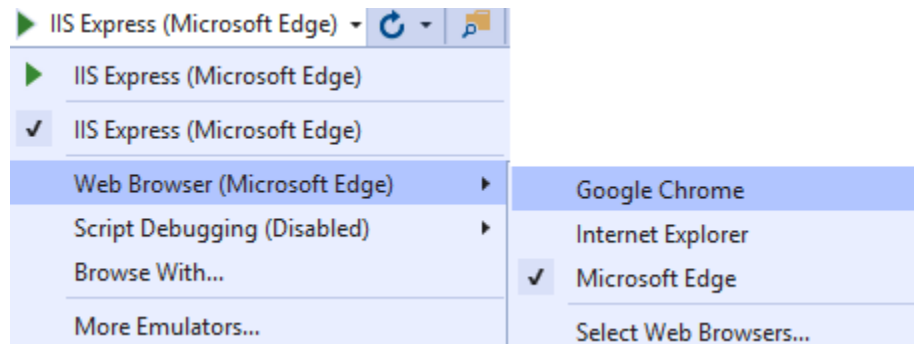 IIS Express (Microsoft Edge)
IIS Express (Microsoft Edge)
IIS Express (Microsoft Edge)
Web Browser (Microsoft Edge)
Script Debugging (Disabled)
Browse With...
More Emulators...
Google Chrome
Internet Explorer
Microsoft Edge
Select Web Browsers...